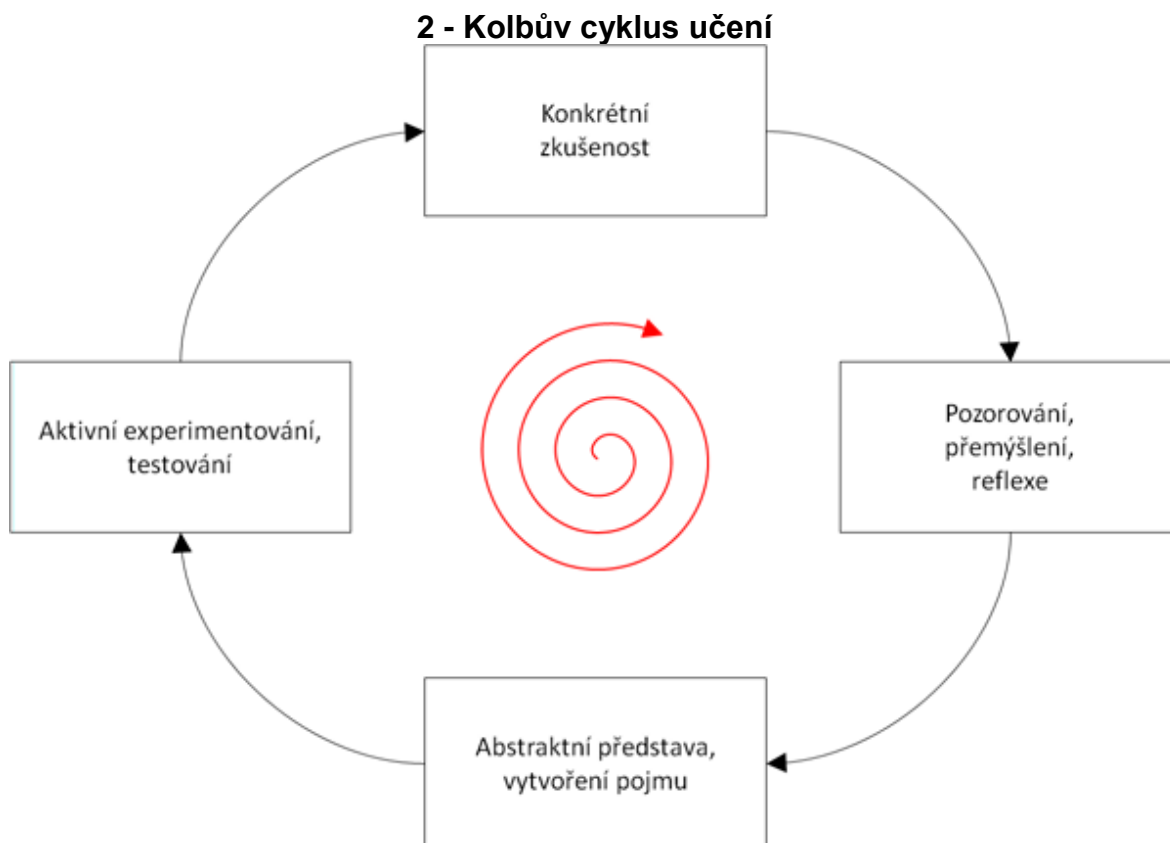 2 - Kolbův cyklus učení
Konkrétní
zkušenost
Pozorování,
přemýšlení,
reflexe
Abstraktní představa,
vytvoření pojmu
Aktivní experimentování,
testování